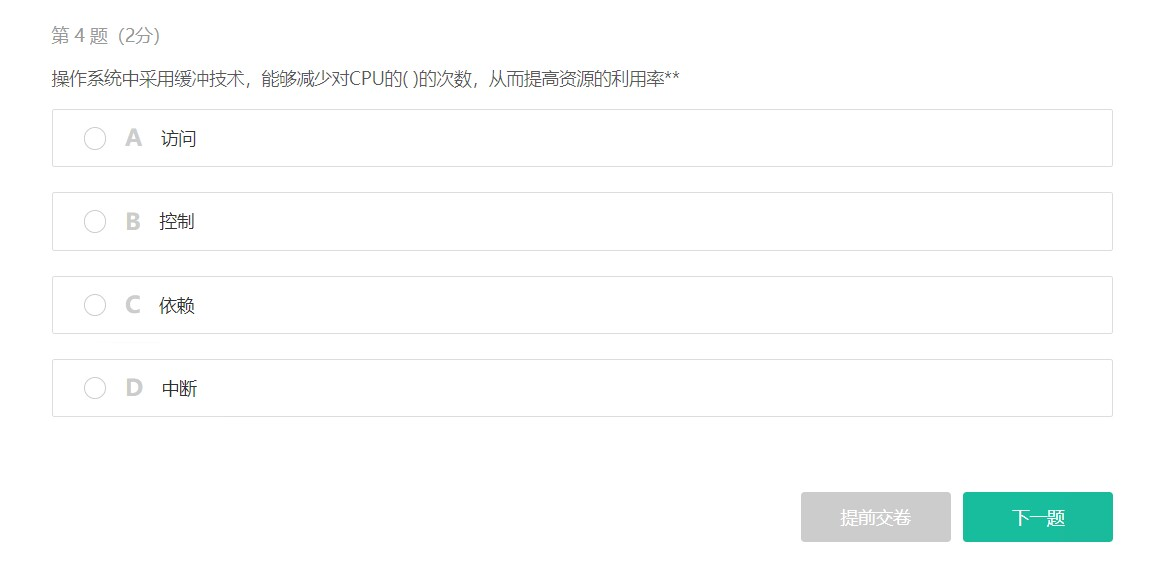 第 4 题 (2分)
操作系统中采用缓冲技术，能够减少对CPU的( )的次数，从而提高资源的利用率**
A 访问
B 控制
C 依赖
D 中断
提前交卷 下一题